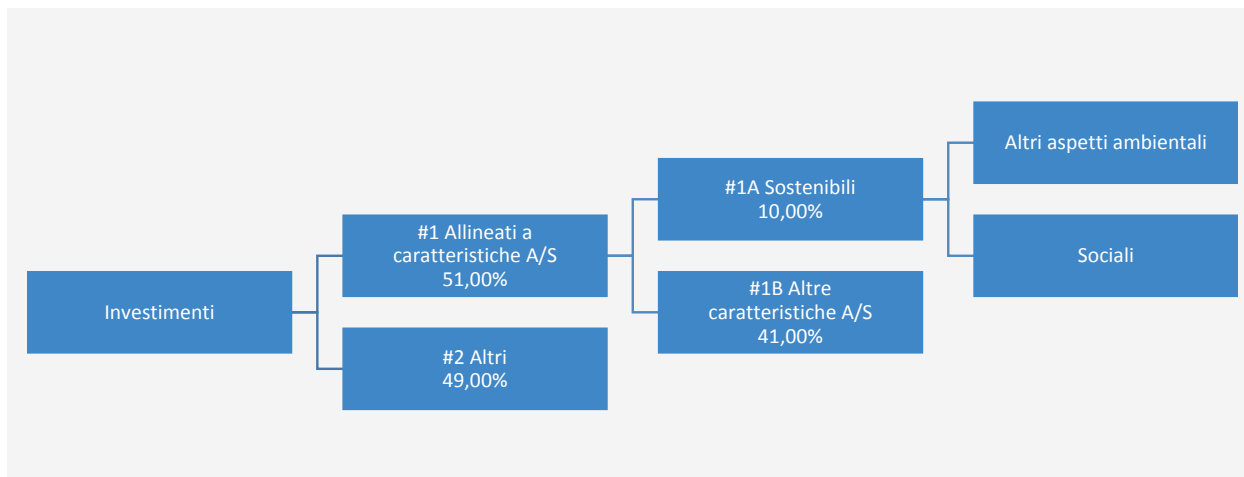 Investimenti
#1 Allineati a
caratteristiche A/S
51,00%
#2 Altri
49,00%
#1A Sostenibili
10,00%
#1B Altre
caratteristiche A/S
41,00%
Altri aspetti ambientali
Sociali